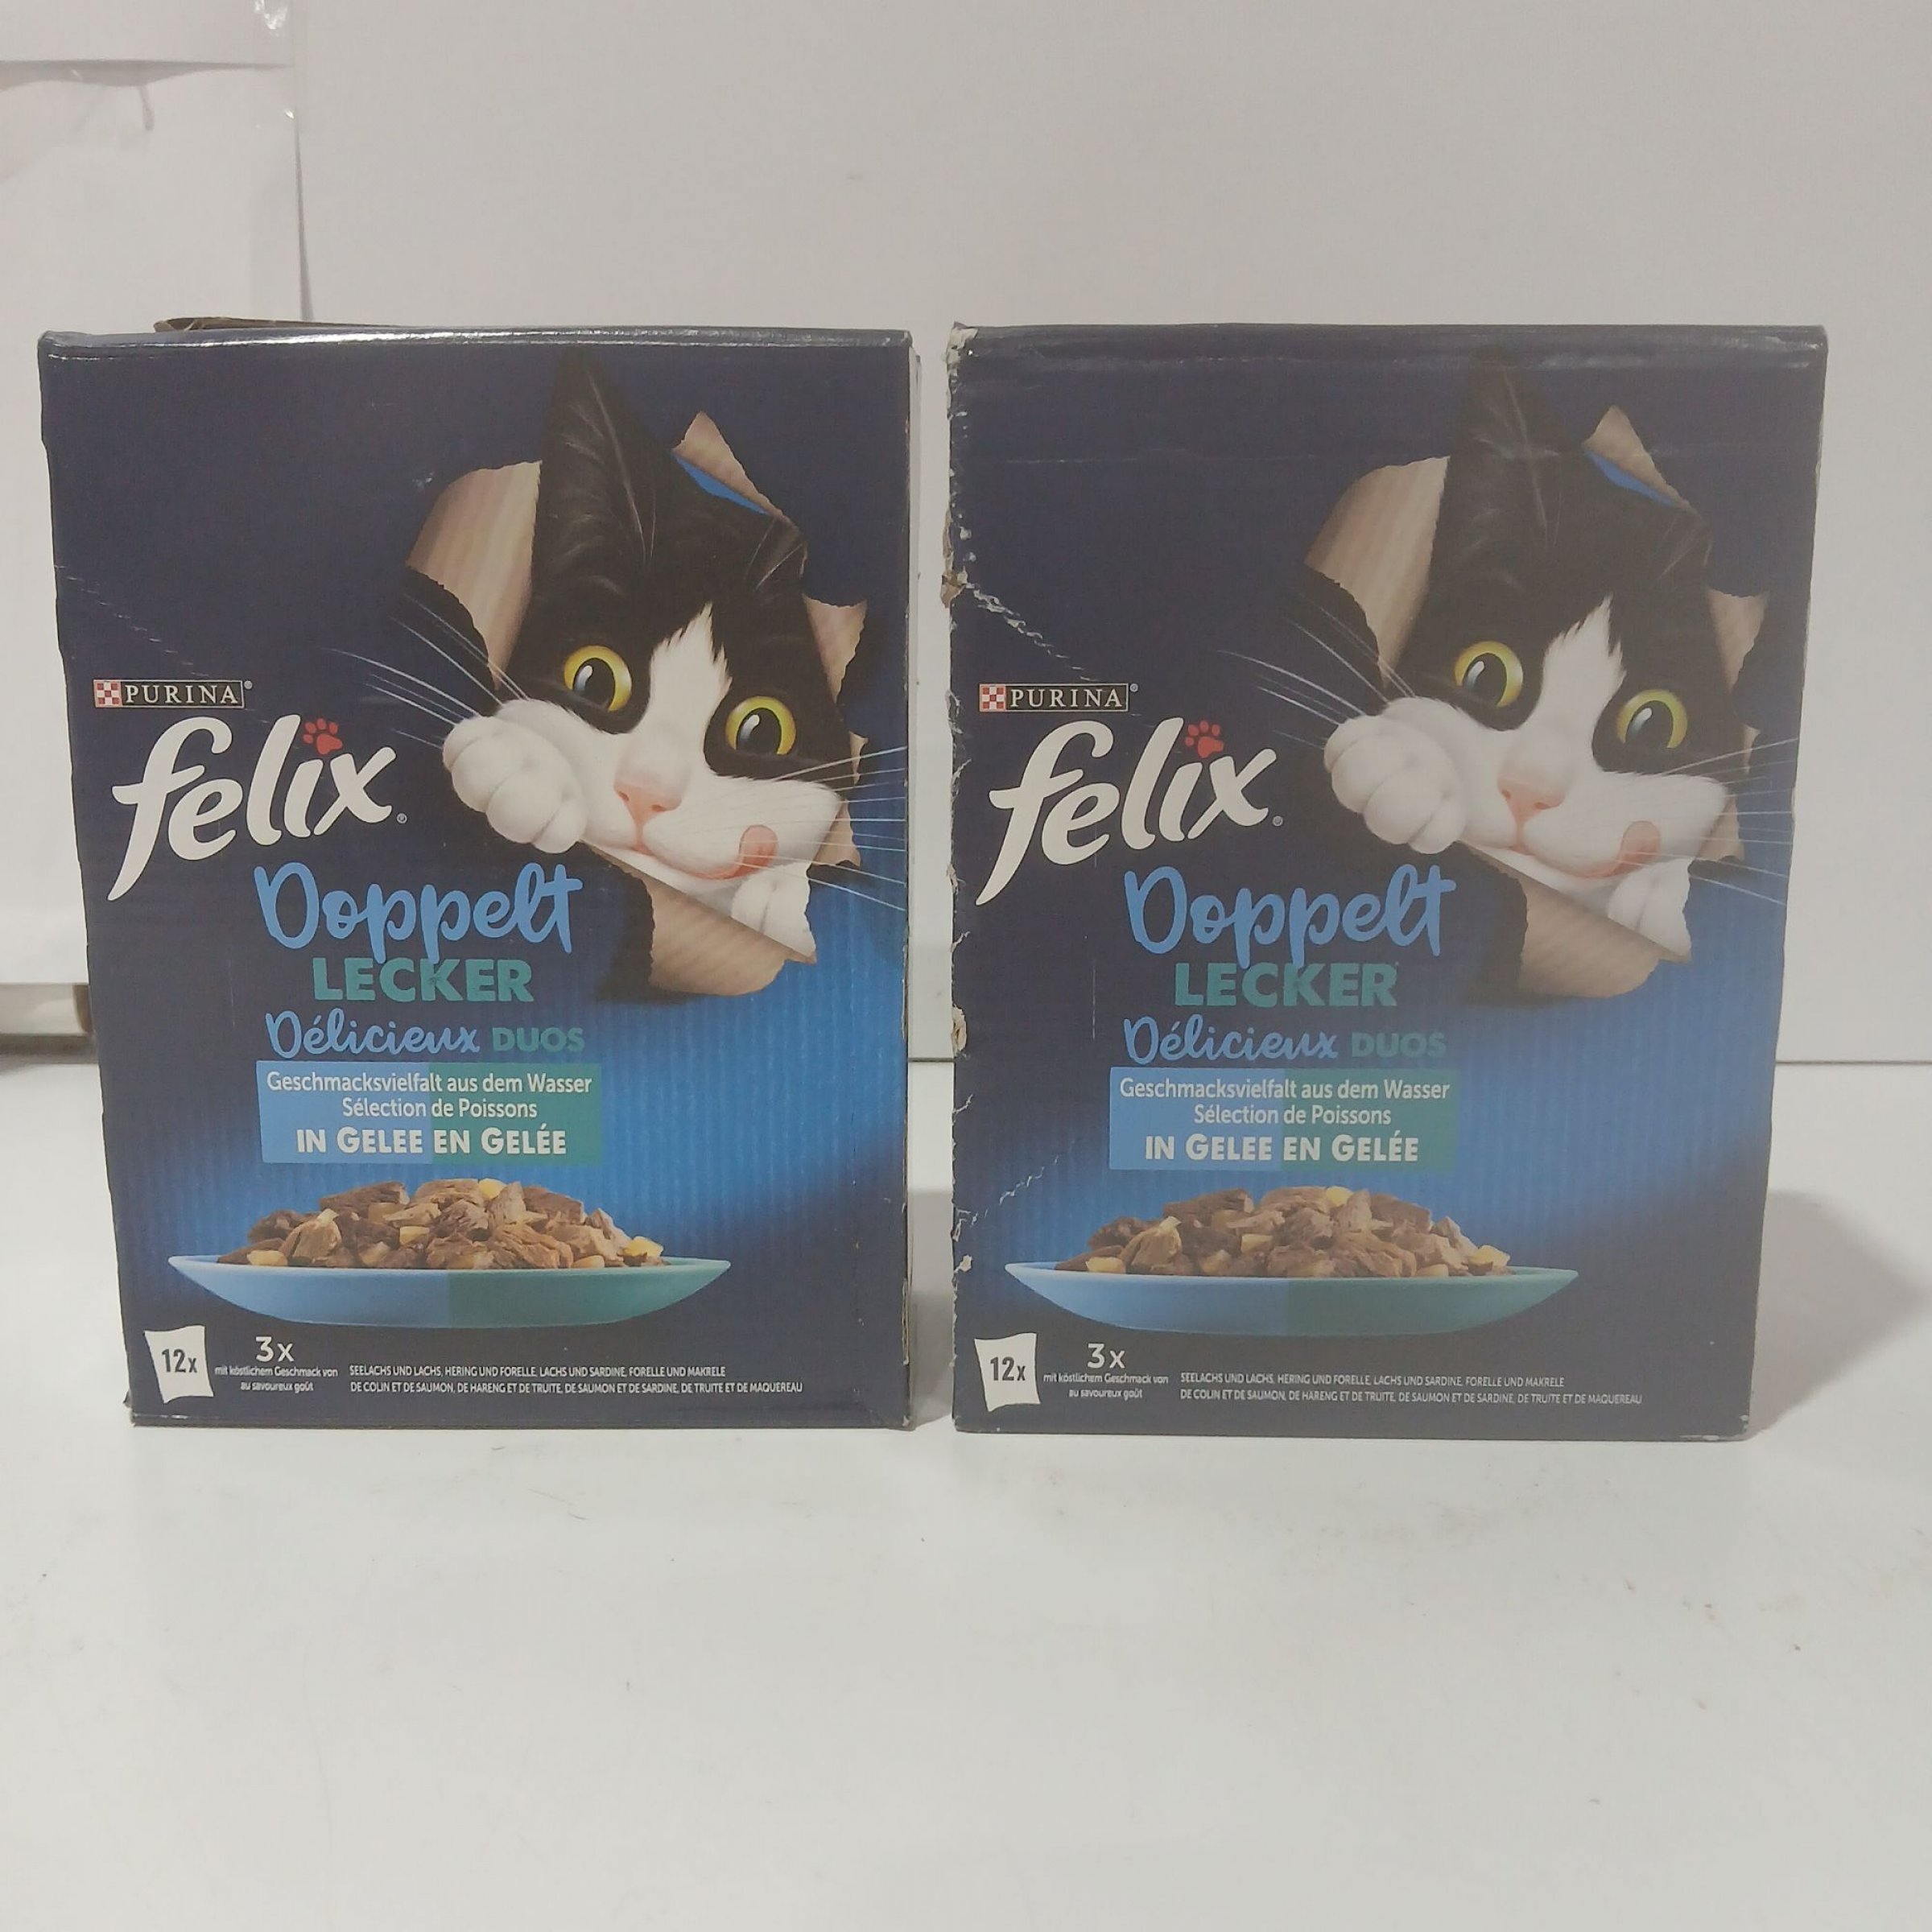 PURINA®
felix®
Doppelt
LECKER
Délicieux DUOS
Geschmacksvielfalt aus dem Wasser
Sélection de Poissons
IN GELEE EN GELÉE
12x
3x
mit köstlichem Geschmack von
au savoureux goût
SEELACHS UND LACHS, HERING UND FORELLE, LACHS UND SARDINE, FORELLE UND MAKRELE
DE COLIN ET DE SAUMON, DE HARENG ET DE TRUITE, DE SAUMON ET DE SARDINE, DE TRUITE ET DE MAQUEREAU
PURINA®
felix®
Doppelt
LECKER
Délicieux DUOS
Geschmacksvielfalt aus dem Wasser
Sélection de Poissons
IN GELEE EN GELÉE
12x
3x
mit köstlichem Geschmack von
au savoureux goût
SEELACHS UND LACHS, HERING UND FORELLE, LACHS UND SARDINE, FORELLE UND MAKRELE
DE COLIN ET DE SAUMON, DE HARENG ET DE TRUITE, DE SAUMON ET DE SARDINE, DE TRUITE ET DE MAQUEREAU